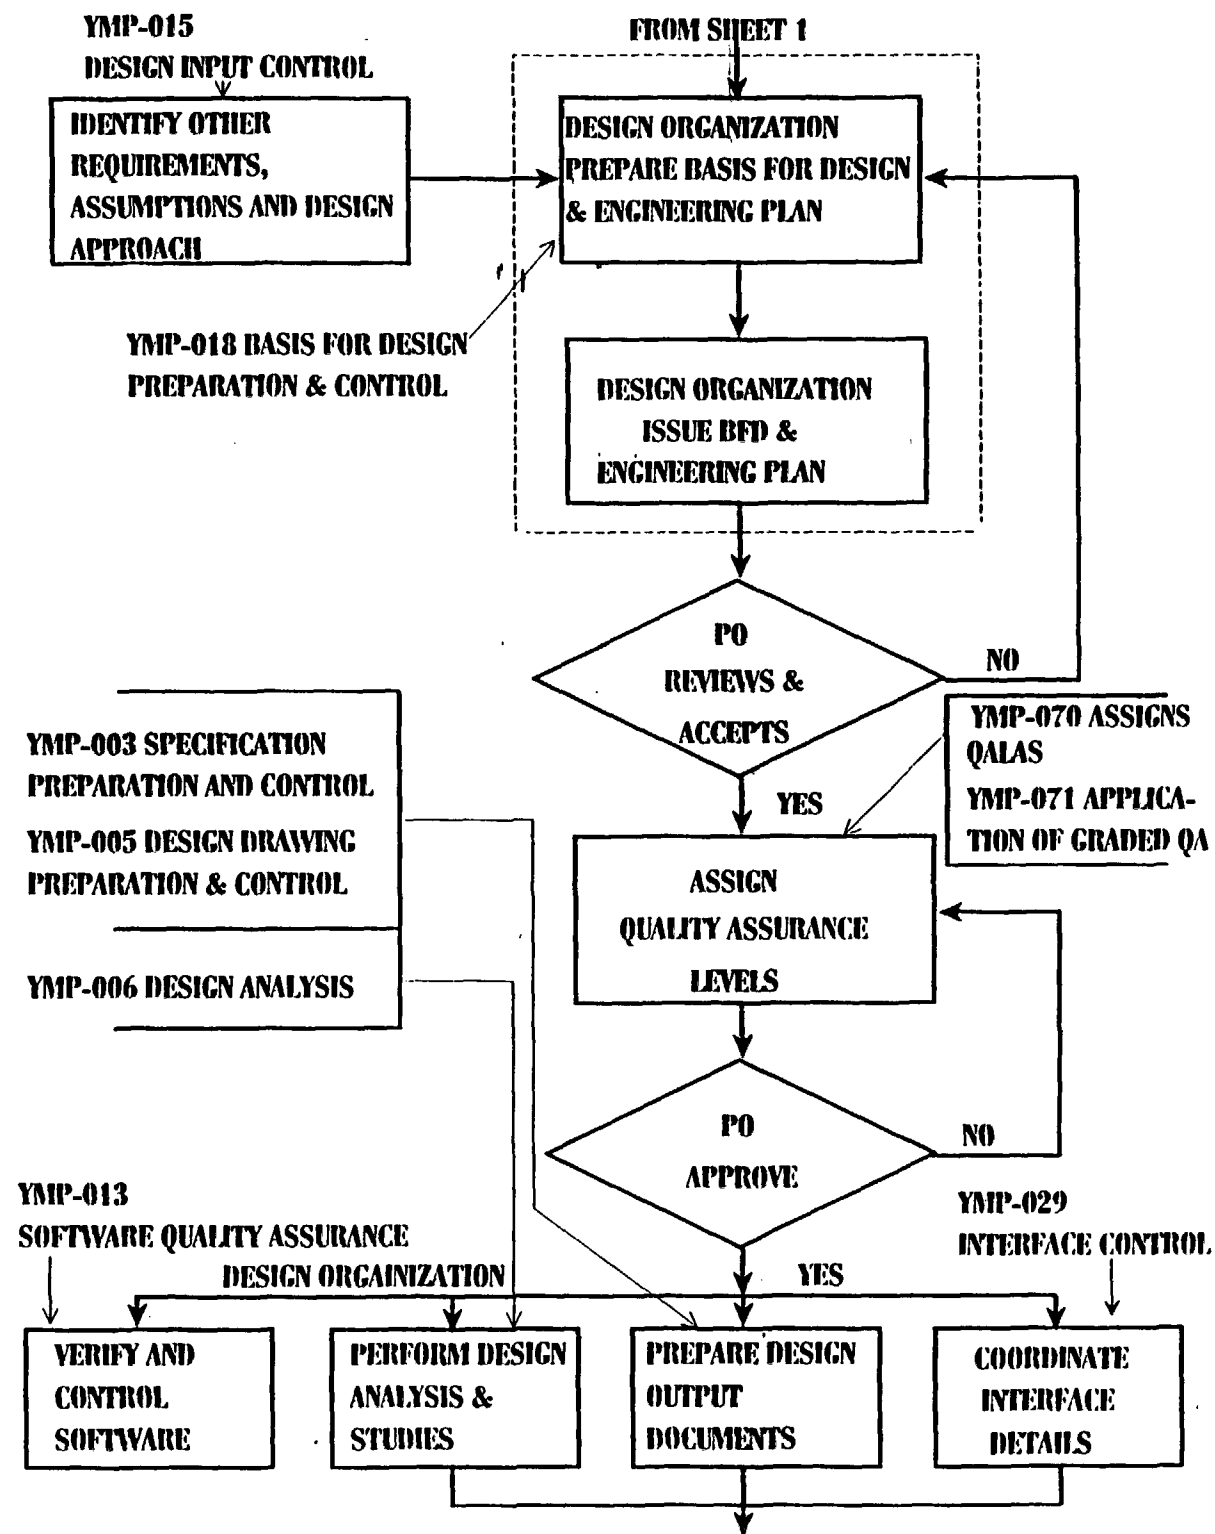 YMP-015
DESIGN INPUT CONTROL
FROM SHEET 1
IDENTIFY OTHER
REQUIREMENTS,
ASSUMPTIONS AND DESIGN
APPROACH
DESIGN ORGANIZATION
PREPARE BASIS FOR DESIGN
& ENGINEERING PLAN
YMP-018 BASIS FOR DESIGN
PREPARATION & CONTROL
DESIGN ORGANIZATION
ISSUE BFD &
ENGINEERING PLAN
PO
REVIEWS &
ACCEPTS
NO
YES
YMP-070 ASSIGNS
QALAS
YMP-071 APPLICA-
TION OF GRADED QA
YMP-003 SPECIFICATION
PREPARATION AND CONTROL
YMP-005 DESIGN DRAWING
PREPARATION & CONTROL
YMP-006 DESIGN ANALYSIS
ASSIGN
QUALITY ASSURANCE
LEVELS
PO
APPROVE
NO
YES
YMP-013
SOFTWARE QUALITY ASSURANCE
DESIGN ORGAINIZATION
YMP-029
INTERFACE CONTROL
VERIFY AND
CONTROL
SOFTWARE
PERFORM DESIGN
ANALYSIS &
STUDIES
PREPARE DESIGN
OUTPUT
DOCUMENTS
COORDINATE
INTERFACE
DETAILS